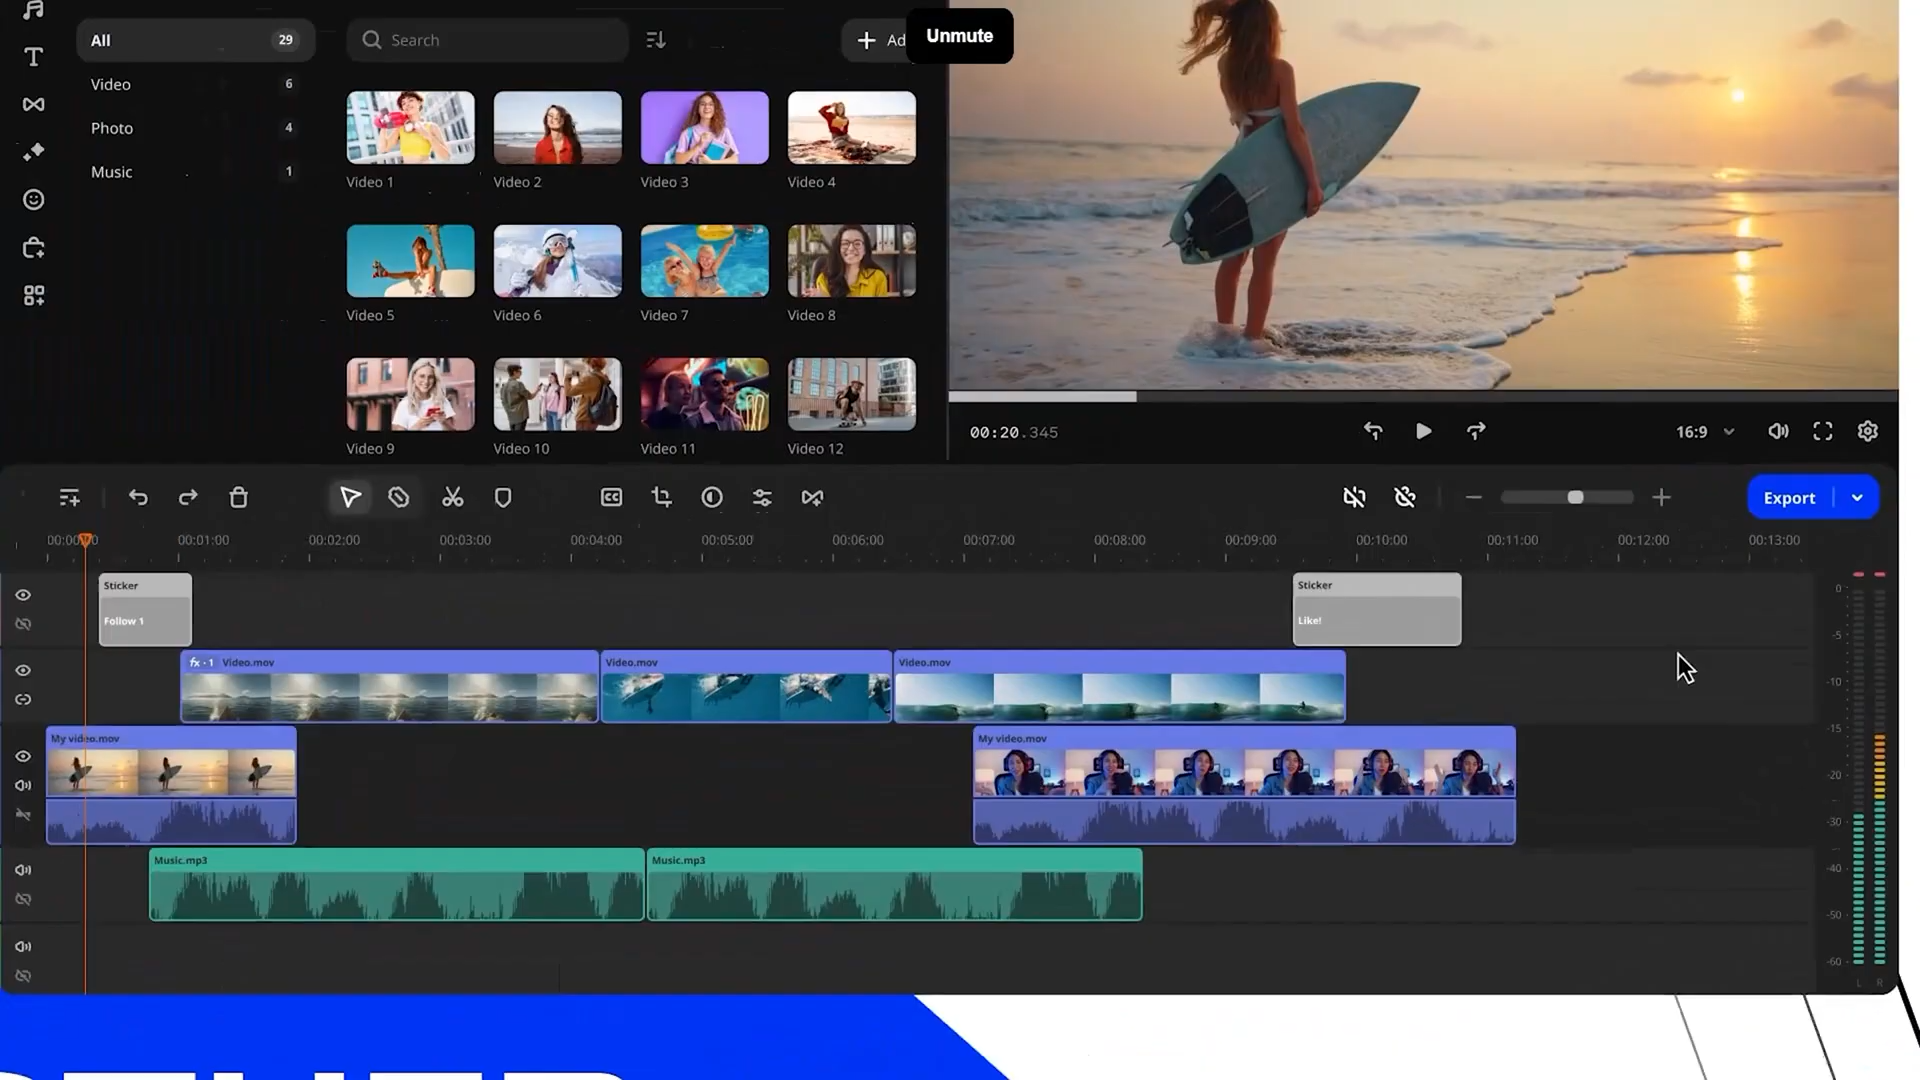 All 29
Search
Ad
Unmute
Video 6
Photo 4
Music 1
Video 1
Video 2
Video 3
Video 4
Video 5
Video 6
Video 7
Video 8
Video 9
Video 10
Video 11
Video 12
00:20.345
16:9
Export
00:01:00
00:02:00
00:03:00
00:04:00
00:05:00
00:06:00
00:07:00
00:08:00
00:09:00
00:10:00
00:11:00
00:12:00
00:13:00
Sticker
Follow 1
Sticker
Like!
fx · 1 Video.mov
Video.mov
Video.mov
My video.mov
My video.mov
Music.mp3
Music.mp3
0
-5
-10
-15
-20
-30
-40
-50
-60
L R